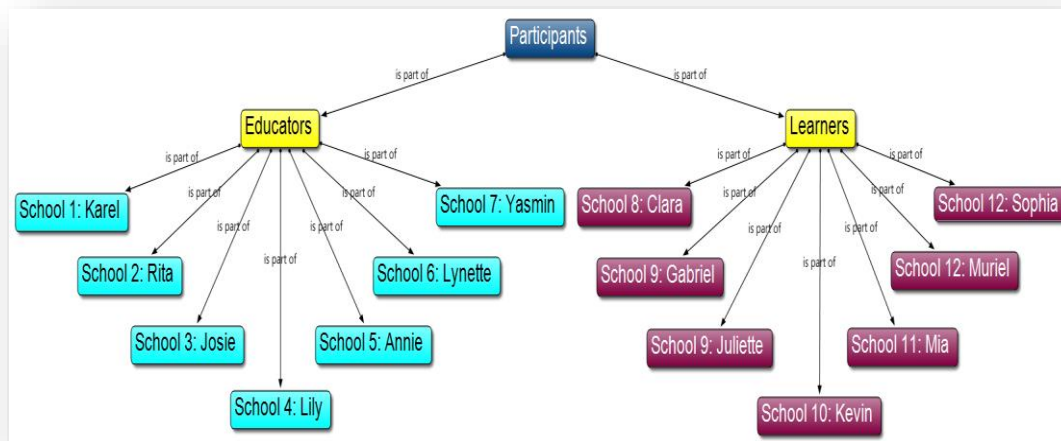 Participants
is part of
is part of
Educators
Learners
is part of
is part of
is part of
is part of
School 1: Karel
is part of
is part of
School 7: Yasmin
School 8: Clara
is part of
is part of
School 12: Sophia
is part of
is part of
is part of
is part of
is part of
is part of
School 2: Rita
School 6: Lynette
School 9: Gabriel
School 12: Muriel
School 3: Josie
School 5: Annie
School 9: Juliette
School 11: Mia
School 4: Lily
School 10: Kevin